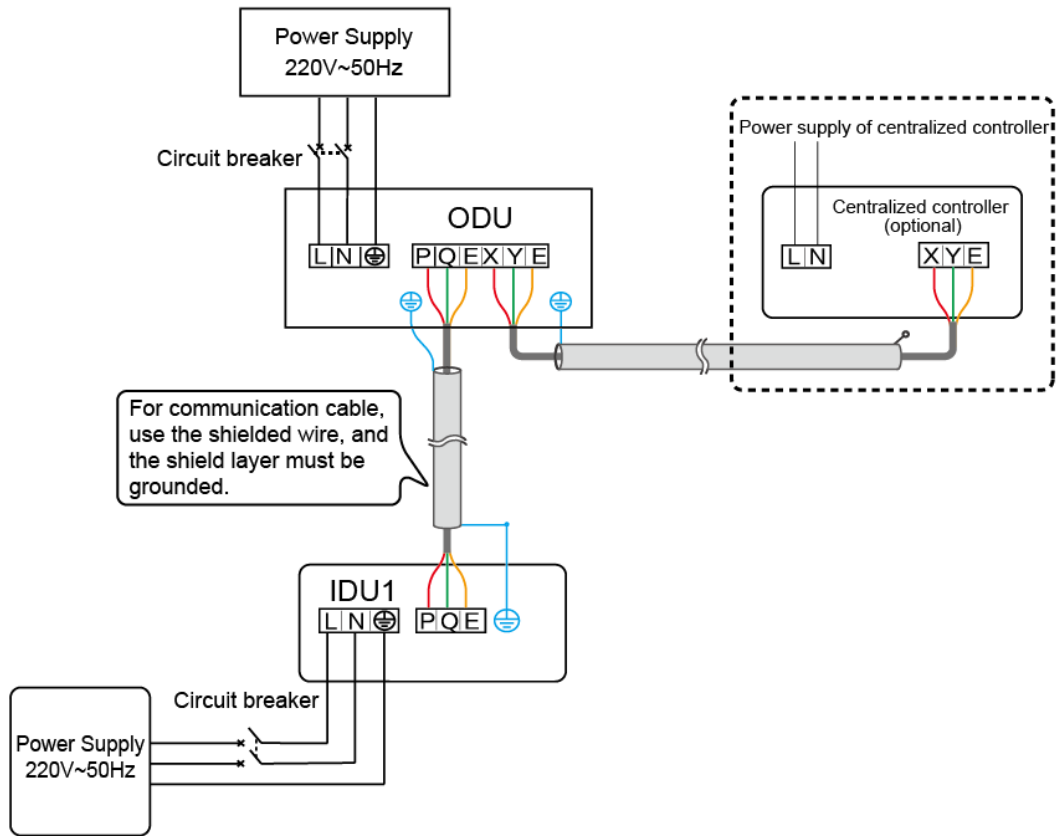 Power Supply
220V~50Hz
Circuit breaker
Power supply of centralized controller
ODU
Centralized controller
(optional)
L N
P Q E X Y E
L N
X Y E
For communication cable,
use the shielded wire, and
the shield layer must be
grounded.
IDU1
L N
P Q E
Circuit breaker
Power Supply
220V~50Hz